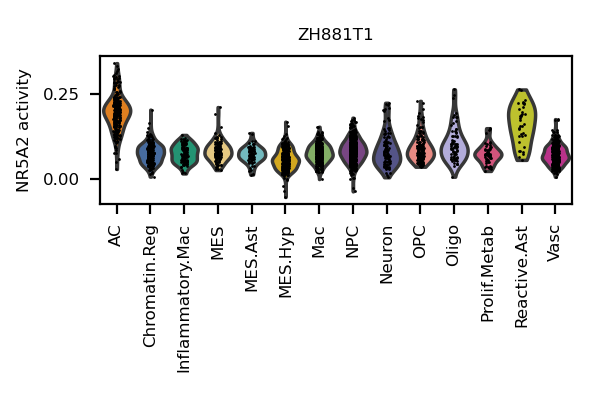 ZH881T1
NR5A2 activity
0.25
0.00
AC
Chromatin.Reg
Inflammatory.Mac
MES
MES.Ast
MES.Hyp
Mac
NPC
Neuron
OPC
Oligo
Prolif.Metab
Reactive.Ast
Vasc